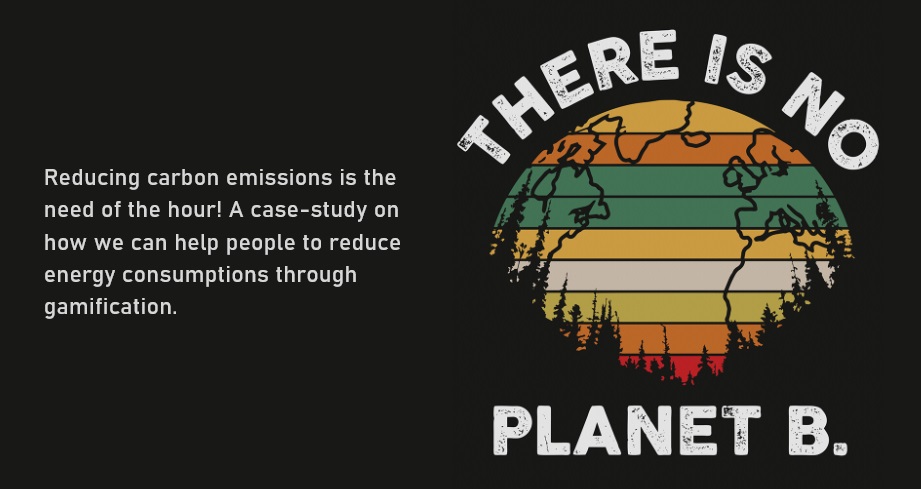 Reducing carbon emissions is the
need of the hour! A case-study on
how we can help people to reduce
energy consumptions through
gamification.
THERE IS NO
PLANET B.